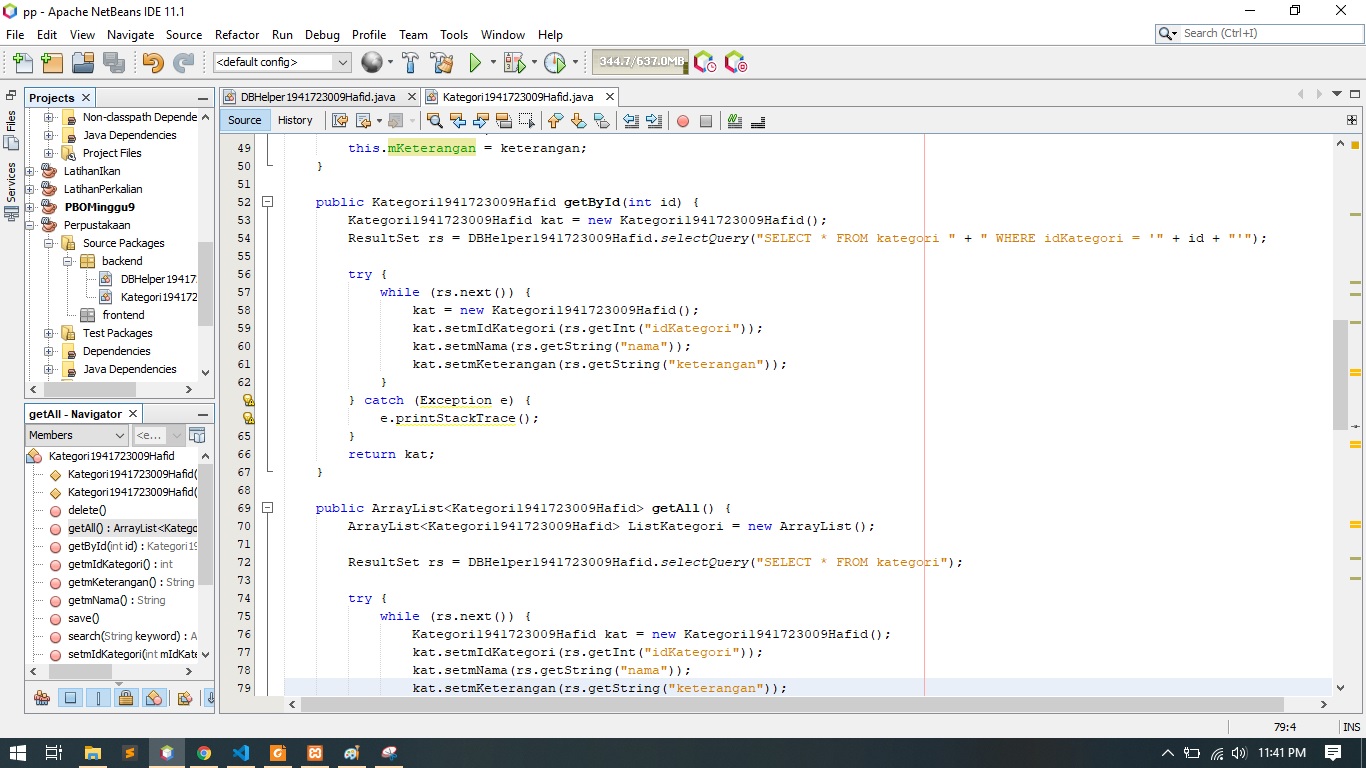 pp - Apache NetBeans IDE 11.1
File Edit View Navigate Source Refactor Run Debug Profile Team Tools Window Help
Search (Ctrl+I)
<default config>
344.7/637.0MB
Files
Services
Projects
Non-classpath Depende
Java Dependencies
Project Files
LatihanIkan
LatihanPerkalian
PBOMinggu9
Perpustakaan
Source Packages
backend
DBHelper19417
Kategori19417
frontend
Test Packages
Dependencies
Java Dependencies
getAll - Navigator
Members
<e...
Kategori1941723009Hafid
Kategori1941723009Hafid(
Kategori1941723009Hafid(
delete()
getAll() : ArrayList<Katego
getById(int id) : Kategori19
getmIdKategori() : int
getmKeterangan() : String
getmNama() : String
save()
search(String keyword) : A
setmIdKategori(int mIdKate
DBHelper1941723009Hafid.java
Kategori1941723009Hafid.java
Source History
49 this.mKeterangan = keterangan;
50 }
51
52 public Kategori1941723009Hafid getById(int id) {
53 Kategori1941723009Hafid kat = new Kategori1941723009Hafid();
54 ResultSet rs = DBHelper1941723009Hafid.selectQuery("SELECT * FROM kategori " + " WHERE idKategori = '" + id + "'");
55
56 try {
57 while (rs.next()) {
58 kat = new Kategori1941723009Hafid();
59 kat.setmIdKategori(rs.getInt("idKategori"));
60 kat.setmNama(rs.getString("nama"));
61 kat.setmKeterangan(rs.getString("keterangan"));
62 }
} catch (Exception e) {
e.printStackTrace();
65 }
66 return kat;
67 }
68
69 public ArrayList<Kategori1941723009Hafid> getAll() {
70 ArrayList<Kategori1941723009Hafid> ListKategori = new ArrayList();
71
72 ResultSet rs = DBHelper1941723009Hafid.selectQuery("SELECT * FROM kategori");
73
74 try {
75 while (rs.next()) {
76 Kategori1941723009Hafid kat = new Kategori1941723009Hafid();
77 kat.setmIdKategori(rs.getInt("idKategori"));
78 kat.setmNama(rs.getString("nama"));
79 kat.setmKeterangan(rs.getString("keterangan"));
79:4
INS
11:41 PM